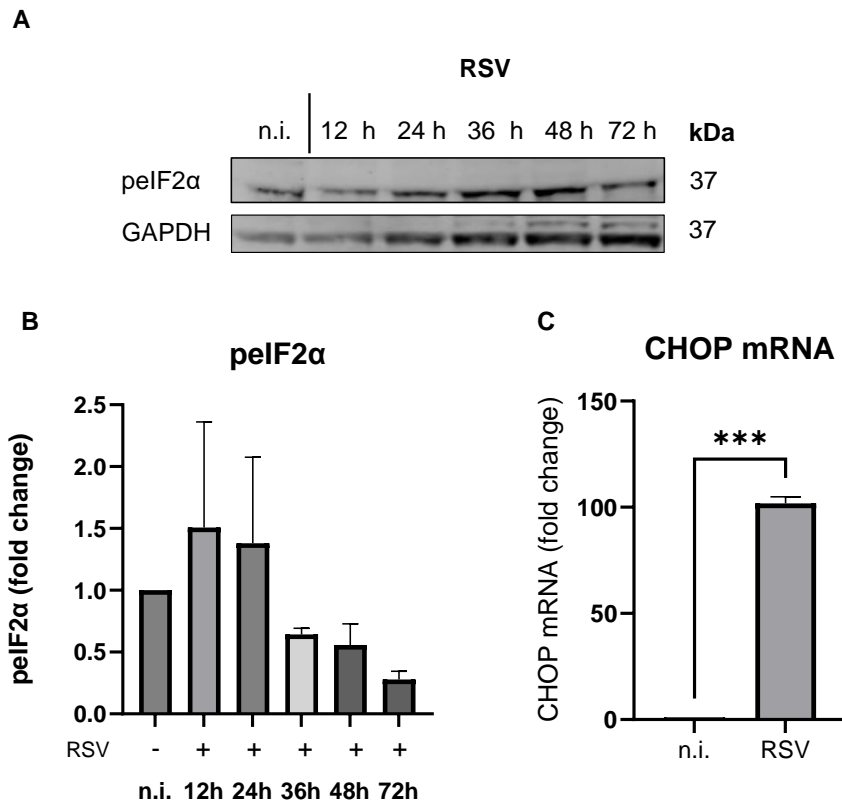 A
RSV
n.i. 12 h 24 h 36 h 48 h 72 h kDa
peIF2α 37
GAPDH 37
B
peIF2α
peIF2α (fold change)
2.5
2.0
1.5
1.0
0.5
0.0
RSV - + + + + +
n.i. 12h 24h 36h 48h 72h
C
CHOP mRNA
CHOP mRNA (fold change)
150
***
100
50
0
n.i. RSV